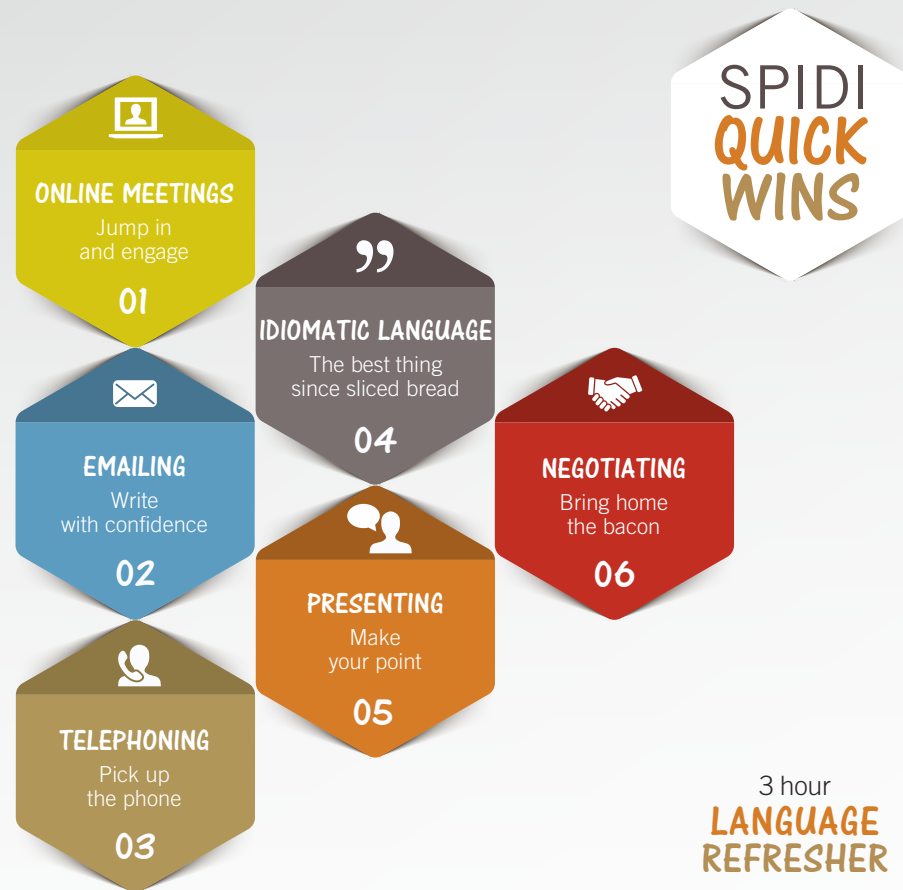 SPIDI
QUICK
WINS
ONLINE MEETINGS
Jump in
and engage
01
EMAILING
Write
with confidence
02
TELEPHONING
Pick up
the phone
03
IDIOMATIC LANGUAGE
The best thing
since sliced bread
04
PRESENTING
Make
your point
05
NEGOTIATING
Bring home
the bacon
06
3 hour
LANGUAGE
REFRESHER